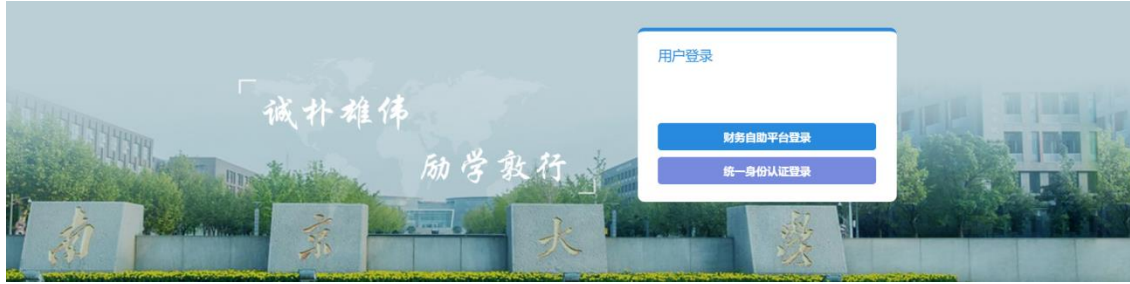 诚朴雄伟
励学敦行
用户登录
财务自助平台登录
统一身份认证登录
南京大学